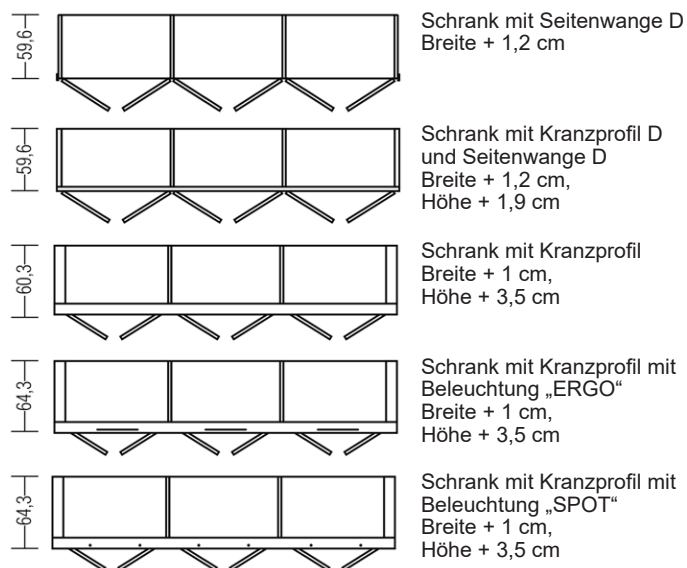 59,6
Schrank mit Seitenwange D
Breite + 1,2 cm
59,6
Schrank mit Kranzprofil D
und Seitenwange D
Breite + 1,2 cm,
Höhe + 1,9 cm
60,3
Schrank mit Kranzprofil
Breite + 1 cm,
Höhe + 3,5 cm
64,3
Schrank mit Kranzprofil mit
Beleuchtung „ERGO“
Breite + 1 cm,
Höhe + 3,5 cm
64,3
Schrank mit Kranzprofil mit
Beleuchtung „SPOT“
Breite + 1 cm,
Höhe + 3,5 cm